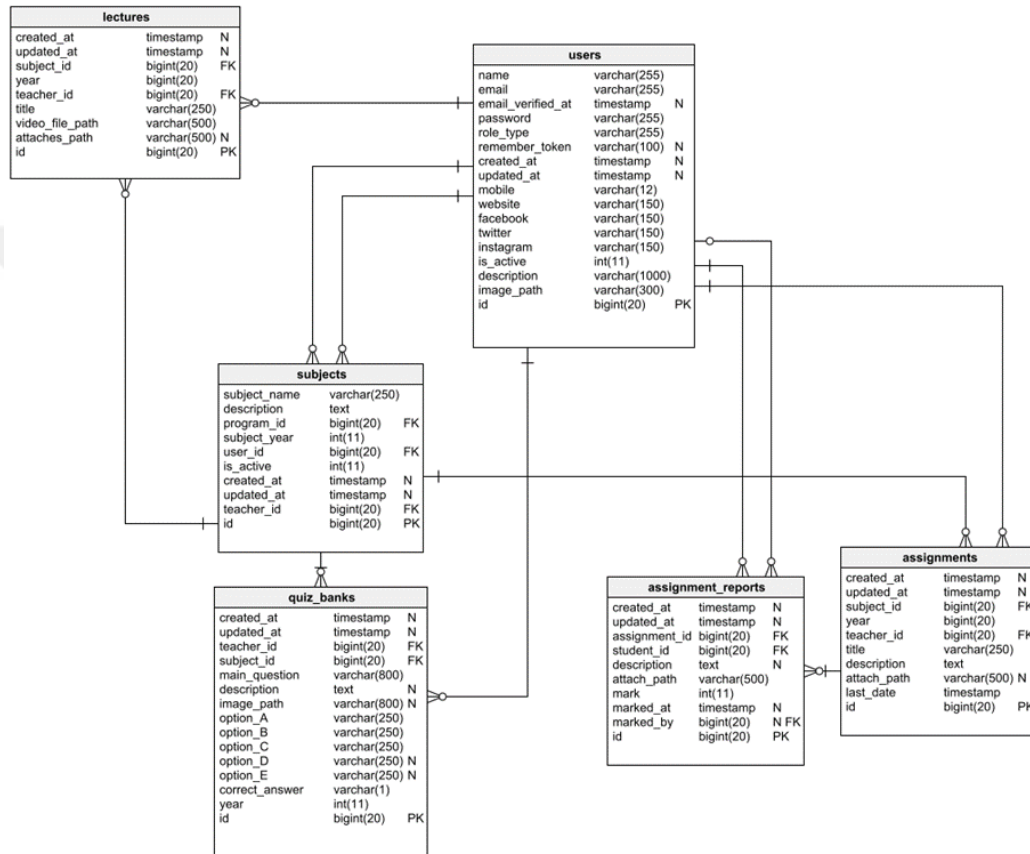 lectures
created_at timestamp N
updated_at timestamp N
subject_id bigint(20) FK
year bigint(20)
teacher_id bigint(20) FK
title varchar(250)
video_file_path varchar(500)
attaches_path varchar(500) N
id bigint(20) PK
users
name varchar(255)
email varchar(255)
email_verified_at timestamp N
password varchar(255)
role_type varchar(255)
remember_token varchar(100) N
created_at timestamp N
updated_at timestamp N
mobile varchar(12)
website varchar(150)
facebook varchar(150)
twitter varchar(150)
instagram varchar(150)
is_active int(11)
description varchar(1000)
image_path varchar(300)
id bigint(20) PK
subjects
subject_name varchar(250)
description text
program_id bigint(20) FK
subject_year int(11)
user_id bigint(20) FK
is_active int(11)
created_at timestamp N
updated_at timestamp N
teacher_id bigint(20) FK
id bigint(20) PK
quiz_banks
created_at timestamp N
updated_at timestamp N
teacher_id bigint(20) FK
subject_id bigint(20) FK
main_question varchar(800)
description text N
image_path varchar(800) N
option_A varchar(250)
option_B varchar(250)
option_C varchar(250)
option_D varchar(250) N
option_E varchar(250) N
correct_answer varchar(1)
year int(11)
id bigint(20) PK
assignment_reports
created_at timestamp N
updated_at timestamp N
assignment_id bigint(20) FK
student_id bigint(20) FK
description text N
attach_path varchar(500)
mark int(11)
marked_at timestamp N
marked_by bigint(20) N FK
id bigint(20) PK
assignments
created_at timestamp N
updated_at timestamp N
subject_id bigint(20) FK
year bigint(20)
teacher_id bigint(20) FK
title varchar(250)
description text
attach_path varchar(500) N
last_date timestamp
id bigint(20) PK